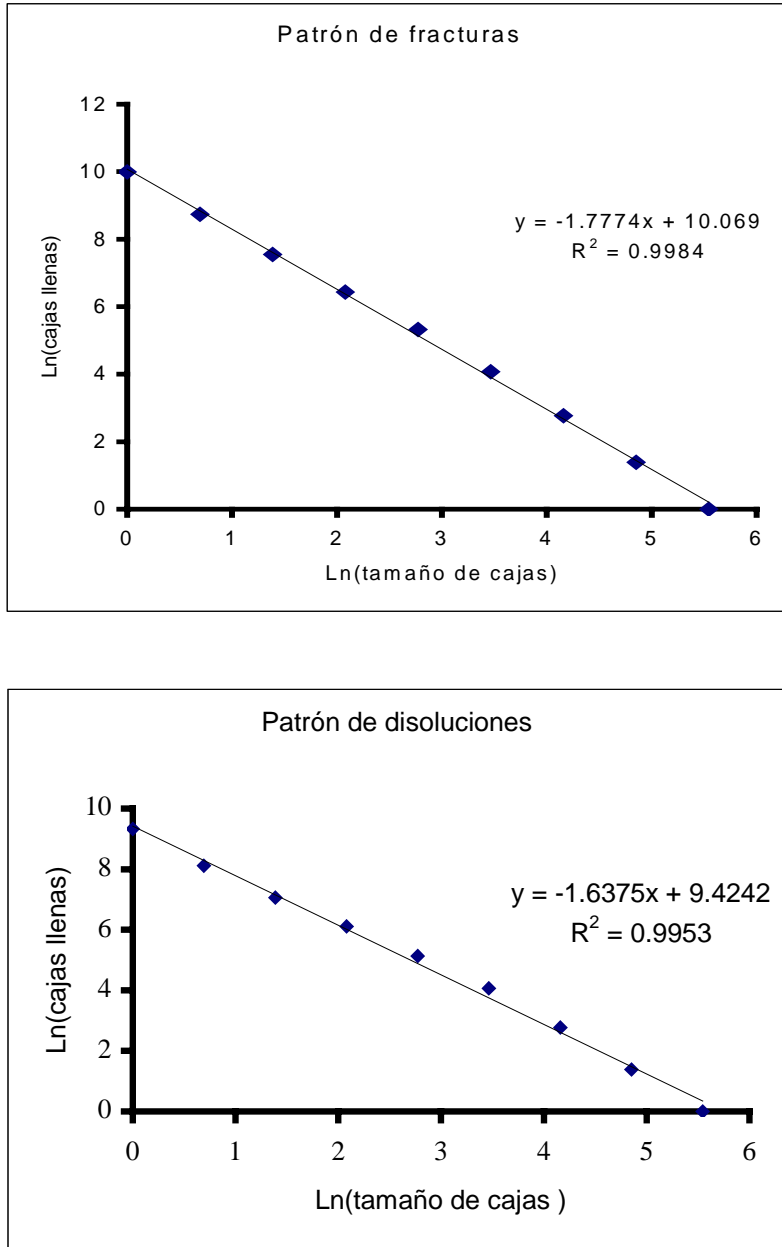 Patrón de fracturas
12
10
8
6
4
2
0
Ln(cajas llenas)
y = -1.7774x + 10.069
R² = 0.9984
0 1 2 3 4 5 6
Ln(tamaño de cajas)
Patrón de disoluciones
10
8
6
4
2
0
Ln(cajas llenas)
y = -1.6375x + 9.4242
R² = 0.9953
0 1 2 3 4 5 6
Ln(tamaño de cajas )